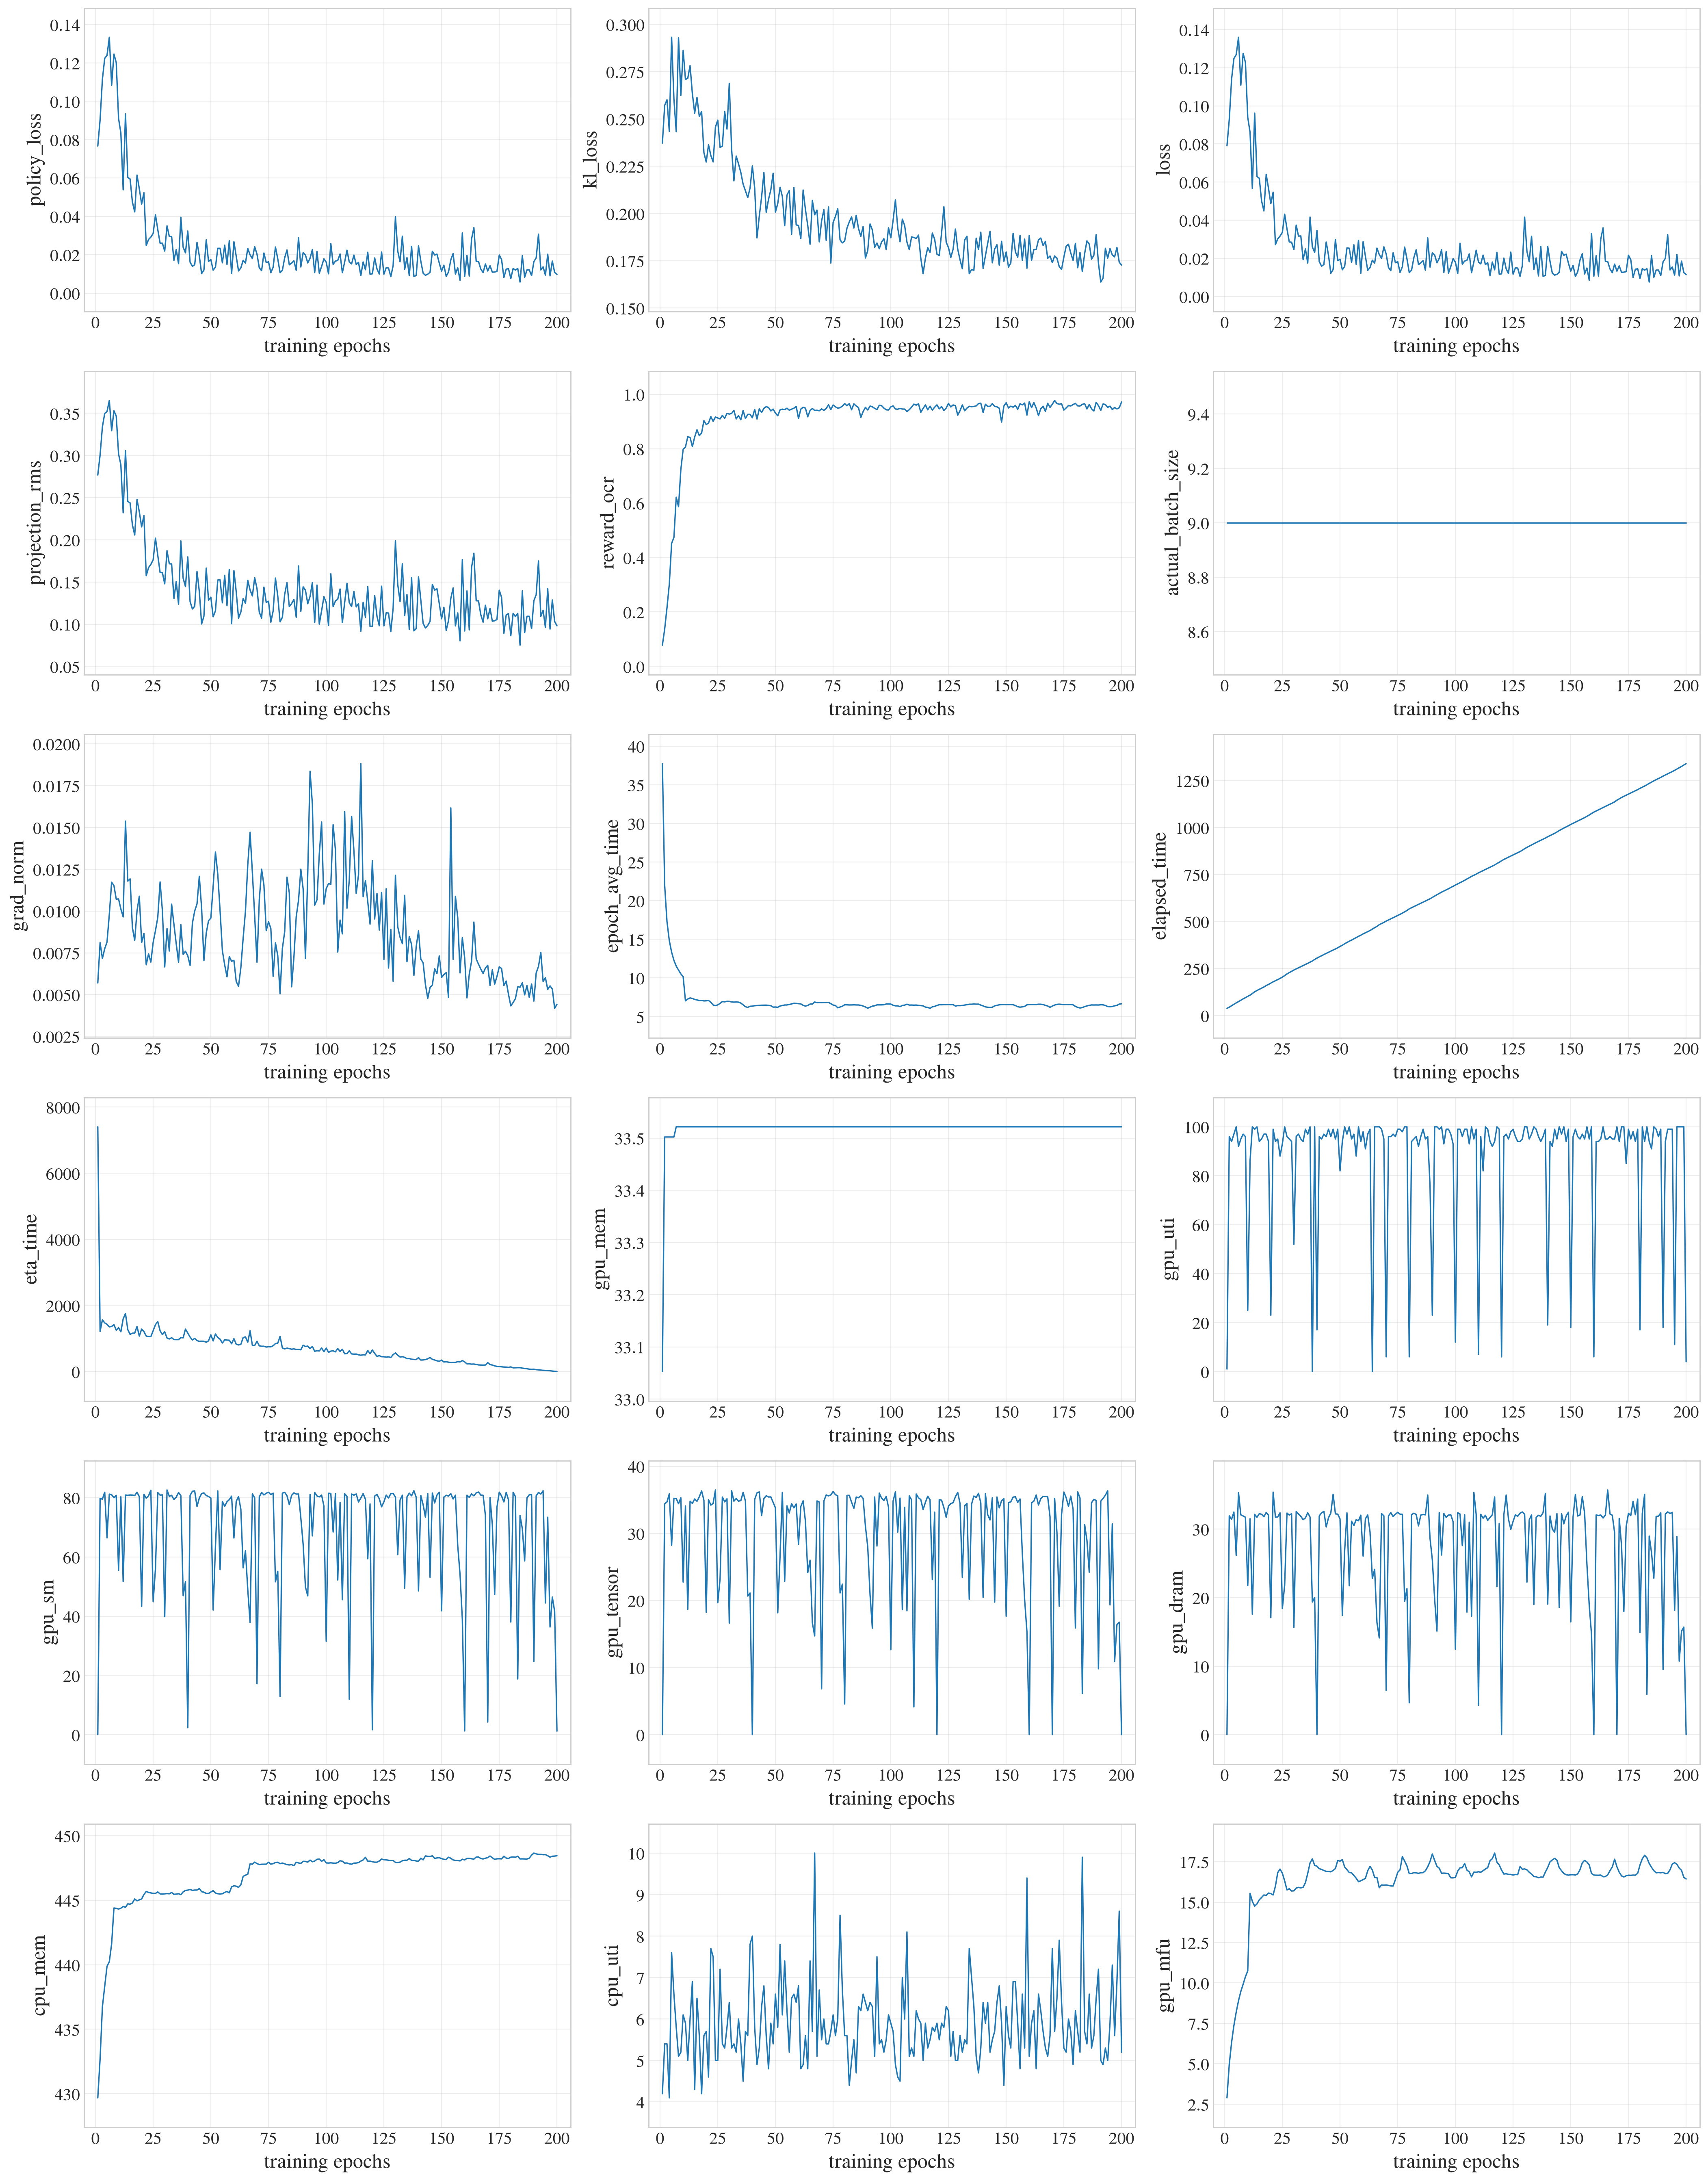 0.14
0.12
0.10
0.08
0.06
0.04
0.02
0.00
policy_loss
0 25 50 75 100 125 150 175 200
training epochs
0.300
0.275
0.250
0.225
0.200
0.175
0.150
kl_loss
0 25 50 75 100 125 150 175 200
training epochs
0.14
0.12
0.10
0.08
0.06
0.04
0.02
0.00
loss
0 25 50 75 100 125 150 175 200
training epochs
0.35
0.30
0.25
0.20
0.15
0.10
0.05
projection_rms
0 25 50 75 100 125 150 175 200
training epochs
1.0
0.8
0.6
0.4
0.2
0.0
reward_ocr
0 25 50 75 100 125 150 175 200
training epochs
9.4
9.2
9.0
8.8
8.6
actual_batch_size
0 25 50 75 100 125 150 175 200
training epochs
0.0200
0.0175
0.0150
0.0125
0.0100
0.0075
0.0050
0.0025
grad_norm
0 25 50 75 100 125 150 175 200
training epochs
40
35
30
25
20
15
10
5
epoch_avg_time
0 25 50 75 100 125 150 175 200
training epochs
1250
1000
750
500
250
0
elapsed_time
0 25 50 75 100 125 150 175 200
training epochs
8000
6000
4000
2000
0
eta_time
0 25 50 75 100 125 150 175 200
training epochs
33.5
33.4
33.3
33.2
33.1
33.0
gpu_mem
0 25 50 75 100 125 150 175 200
training epochs
100
80
60
40
20
0
gpu_uti
0 25 50 75 100 125 150 175 200
training epochs
80
60
40
20
0
gpu_sm
0 25 50 75 100 125 150 175 200
training epochs
40
30
20
10
0
gpu_tensor
0 25 50 75 100 125 150 175 200
training epochs
30
20
10
0
gpu_dram
0 25 50 75 100 125 150 175 200
training epochs
450
445
440
435
430
cpu_mem
0 25 50 75 100 125 150 175 200
training epochs
10
9
8
7
6
5
4
cpu_uti
0 25 50 75 100 125 150 175 200
training epochs
17.5
15.0
12.5
10.0
7.5
5.0
2.5
gpu_mfu
0 25 50 75 100 125 150 175 200
training epochs